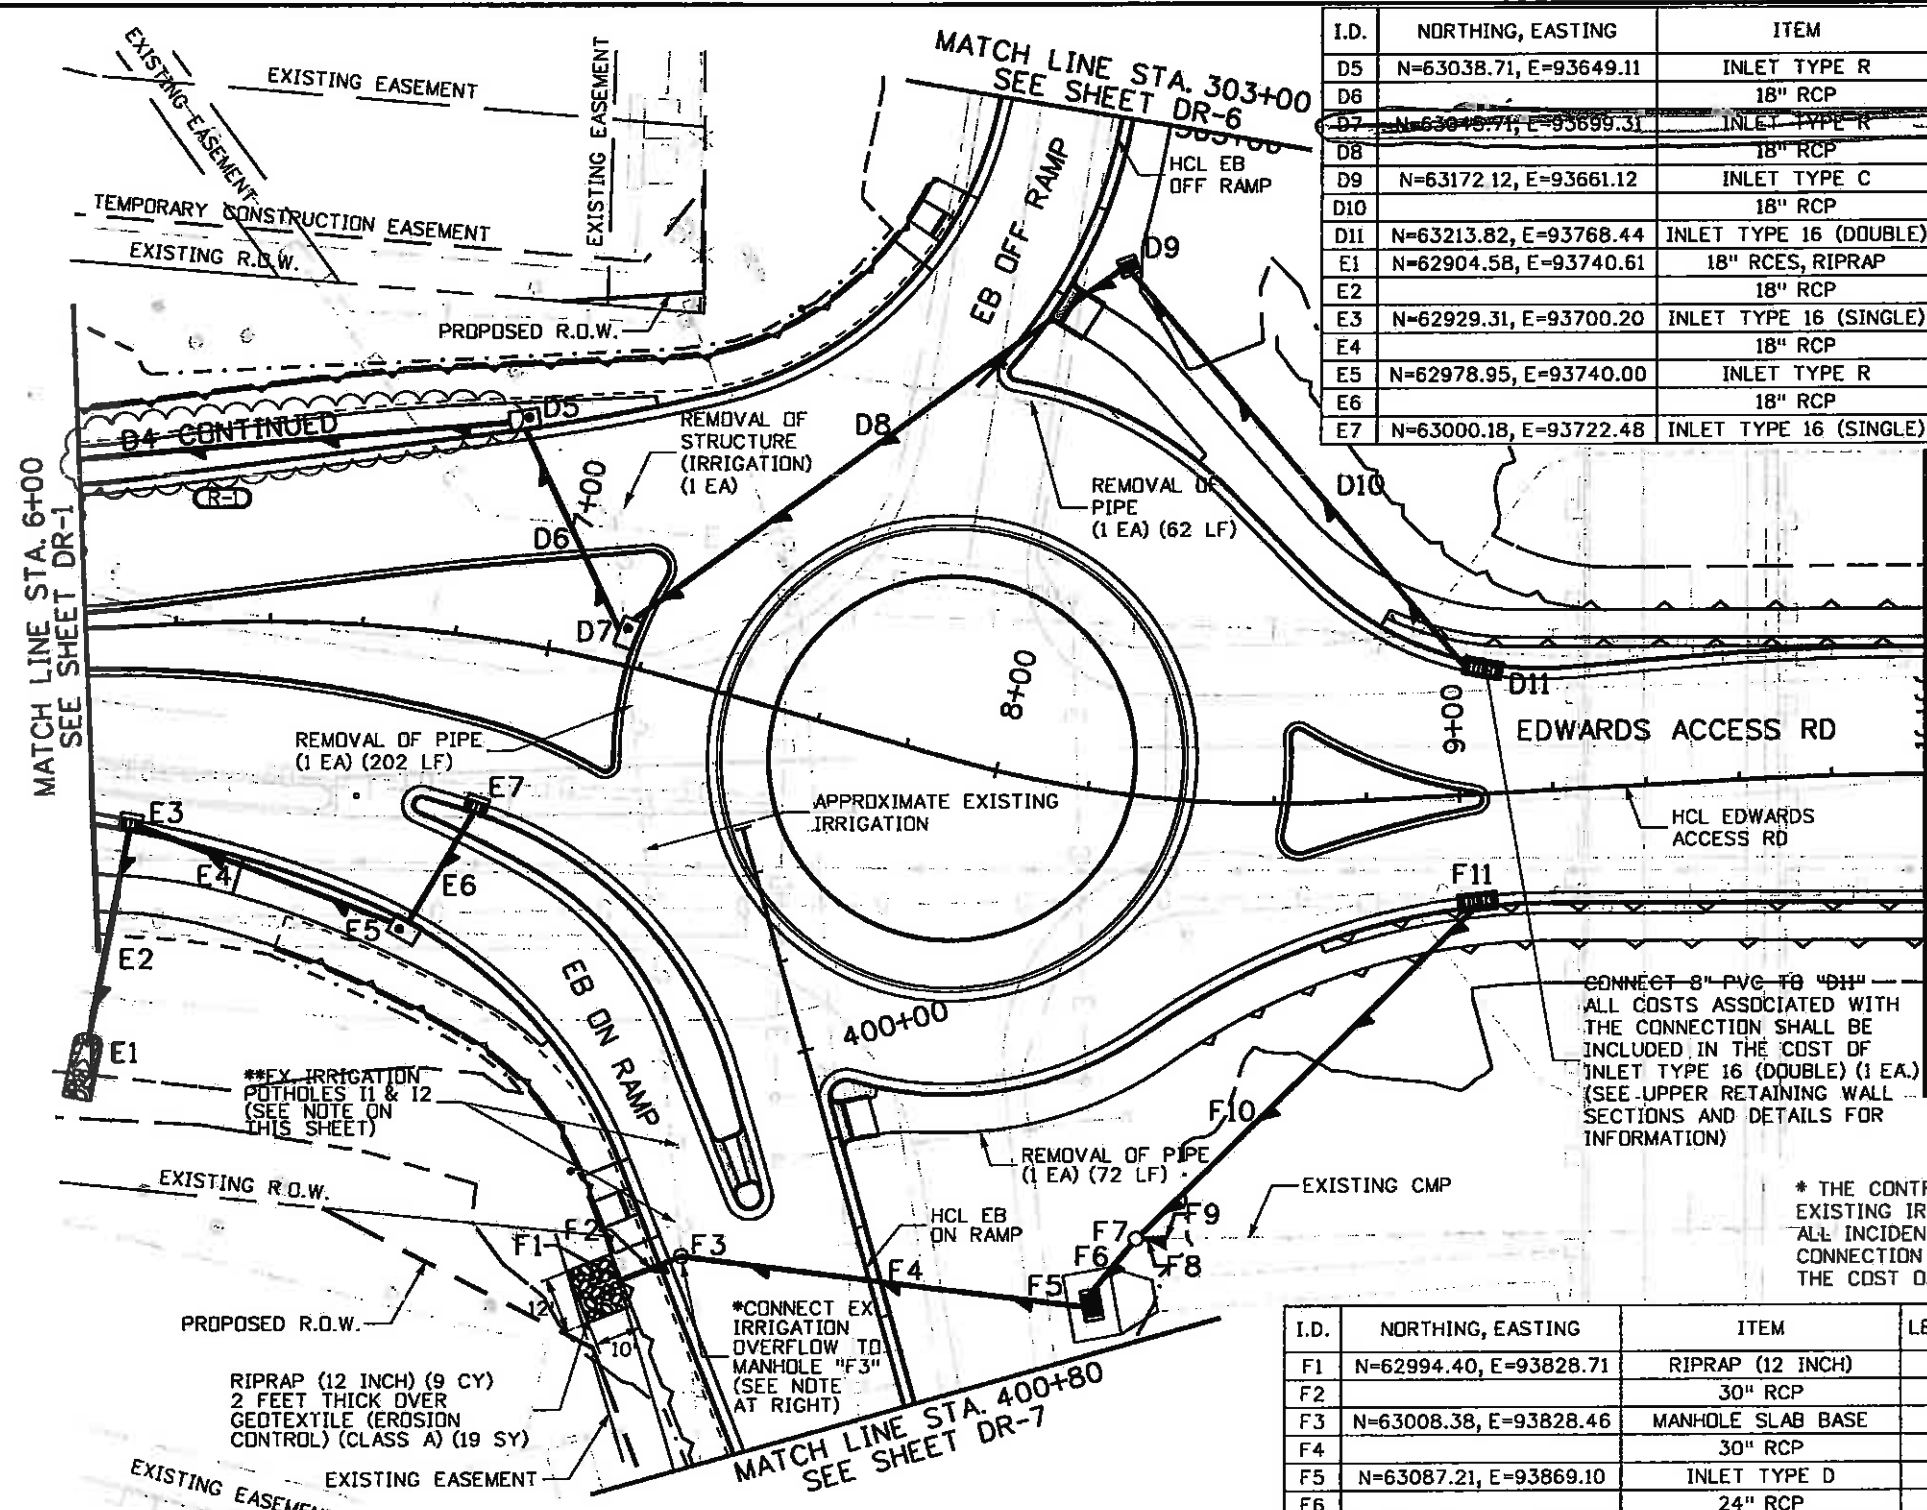 EXISTING EASEMENT
EXISTING EASEMENT
EXISTING EASEMENT
TEMPORARY CONSTRUCTION EASEMENT
EXISTING R.O.W.
PROPOSED R.O.W.
MATCH LINE STA. 303+00
SEE SHEET DR-6
EB OFF RAMP
HCL EB
OFF RAMP
I.D. NORTHING, EASTING ITEM
D5 N=63038.71, E=93649.11 INLET TYPE R
D6 18" RCP
D7 INLET TYPE R
D8 18" RCP
D9 N=63172.12, E=93661.12 INLET TYPE C
D10 18" RCP
D11 N=63213.82, E=93768.44 INLET TYPE 16 (DOUBLE)
E1 N=62904.58, E=93740.61 18" RCES, RIPRAP
E2 18" RCP
E3 N=62929.31, E=93700.20 INLET TYPE 16 (SINGLE)
E4 18" RCP
E5 N=62978.95, E=93740.00 INLET TYPE R
E6 18" RCP
E7 N=63000.18, E=93722.48 INLET TYPE 16 (SINGLE)
D9
D5
D4 CONTINUED
R-1
REMOVAL OF
STRUCTURE
(IRRIGATION)
(1 EA)
D8
7+00
D6
D7
REMOVAL OF
PIPE
(1 EA) (62 LF)
D10
MATCH LINE STA. 6+00
SEE SHEET DR-1
8+00
D11
9+00
EDWARDS ACCESS RD
REMOVAL OF PIPE
(1 EA) (202 LF)
E7
E3
APPROXIMATE EXISTING
IRRIGATION
HCL EDWARDS
ACCESS RD
E4
E6
E5
F11
E2
EB ON RAMP
400+00
CONNECT 8" PVC TO "D11"
ALL COSTS ASSOCIATED WITH
THE CONNECTION SHALL BE
INCLUDED IN THE COST OF
INLET TYPE 16 (DOUBLE) (1 EA.)
(SEE UPPER RETAINING WALL
SECTIONS AND DETAILS FOR
INFORMATION)
E1
**EX. IRRIGATION
POTHOLES I1 & I2
(SEE NOTE ON
THIS SHEET)
F10
REMOVAL OF PIPE
(1 EA) (72 LF)
EXISTING R.O.W.
EXISTING CMP
HCL EB
ON RAMP
F1
F2
F3
F4
F5
F6
F7
F8
F9
* THE CONTR
EXISTING IR
ALL INCIDEN
CONNECTION
THE COST O
PROPOSED R.O.W.
12'
10'
*CONNECT EX
IRRIGATION
OVERFLOW TO
MANHOLE "F3"
(SEE NOTE
AT RIGHT)
RIPRAP (12 INCH) (9 CY)
2 FEET THICK OVER
GEOTEXTILE (EROSION
CONTROL) (CLASS A) (19 SY)
EXISTING EASEMENT
EXISTING EASEMENT
MATCH LINE STA. 400+80
SEE SHEET DR-7
I.D. NORTHING, EASTING ITEM
F1 N=62994.40, E=93828.71 RIPRAP (12 INCH)
F2 30" RCP
F3 N=63008.38, E=93828.46 MANHOLE SLAB BASE
F4 30" RCP
F5 N=63087.21, E=93869.10 INLET TYPE D
F6 24" RCP